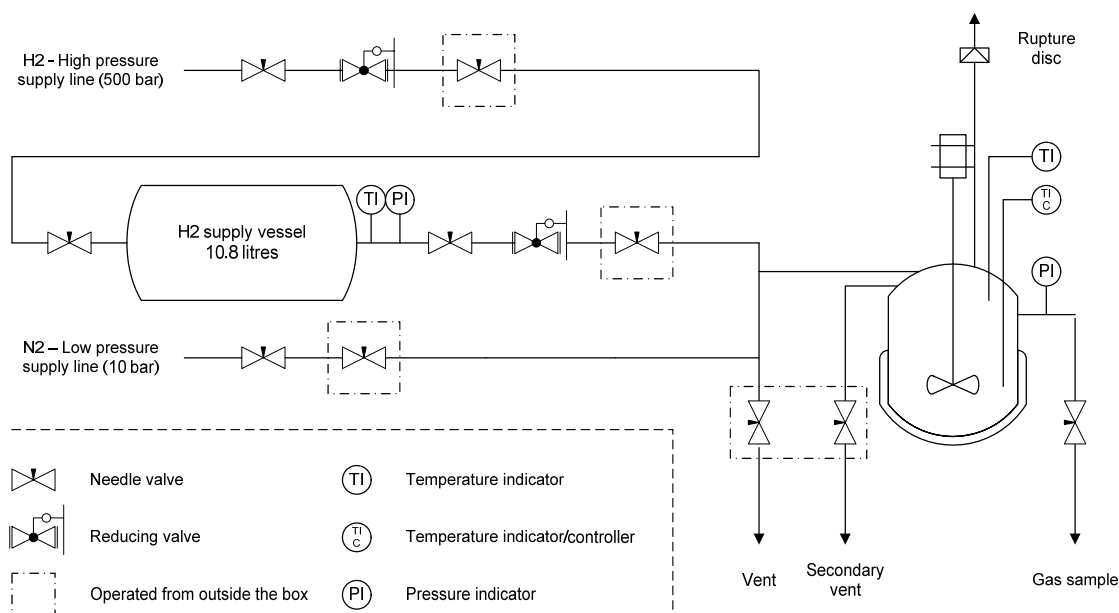 H2 - High pressure
supply line (500 bar)
Rupture
disc
TI
TI
C
H2 supply vessel
10.8 litres
TI
PI
PI
N2 – Low pressure
supply line (10 bar)
Needle valve
TI
Temperature indicator
Reducing valve
TI
C
Temperature indicator/controller
Operated from outside the box
PI
Pressure indicator
Vent
Secondary
vent
Gas sample